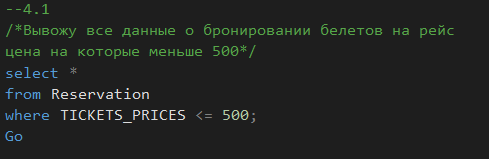 --4.1
/*Вывожу все данные о бронировании белетов на рейс
цена на которые меньше 500*/
select *
from Reservation
where TICKETS_PRICES <= 500;
Go